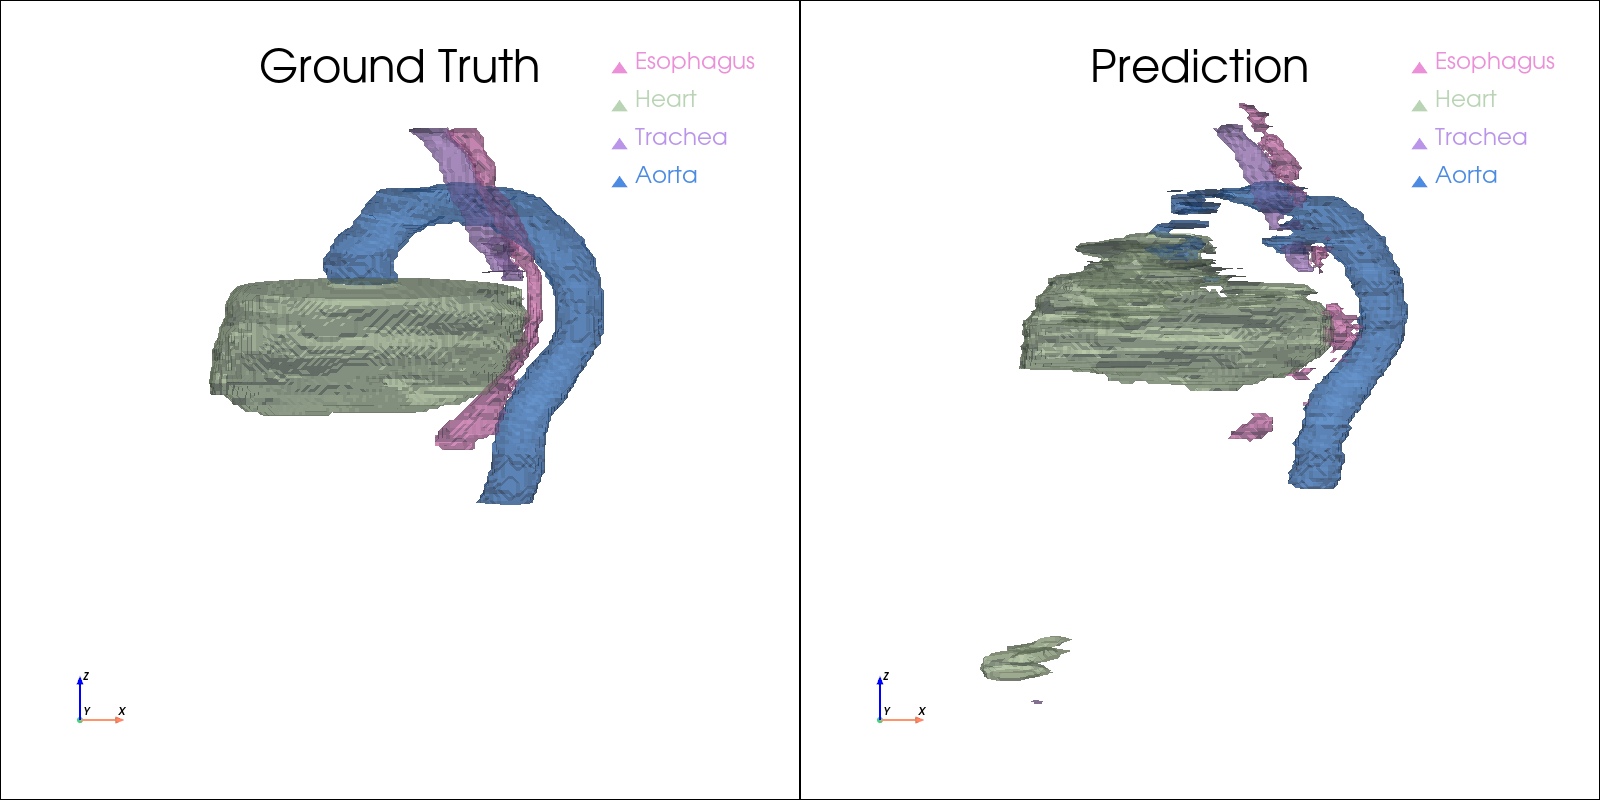 Ground Truth
Esophagus
Heart
Trachea
Aorta
Z
Y
X
Prediction
Esophagus
Heart
Trachea
Aorta
Z
Y
X